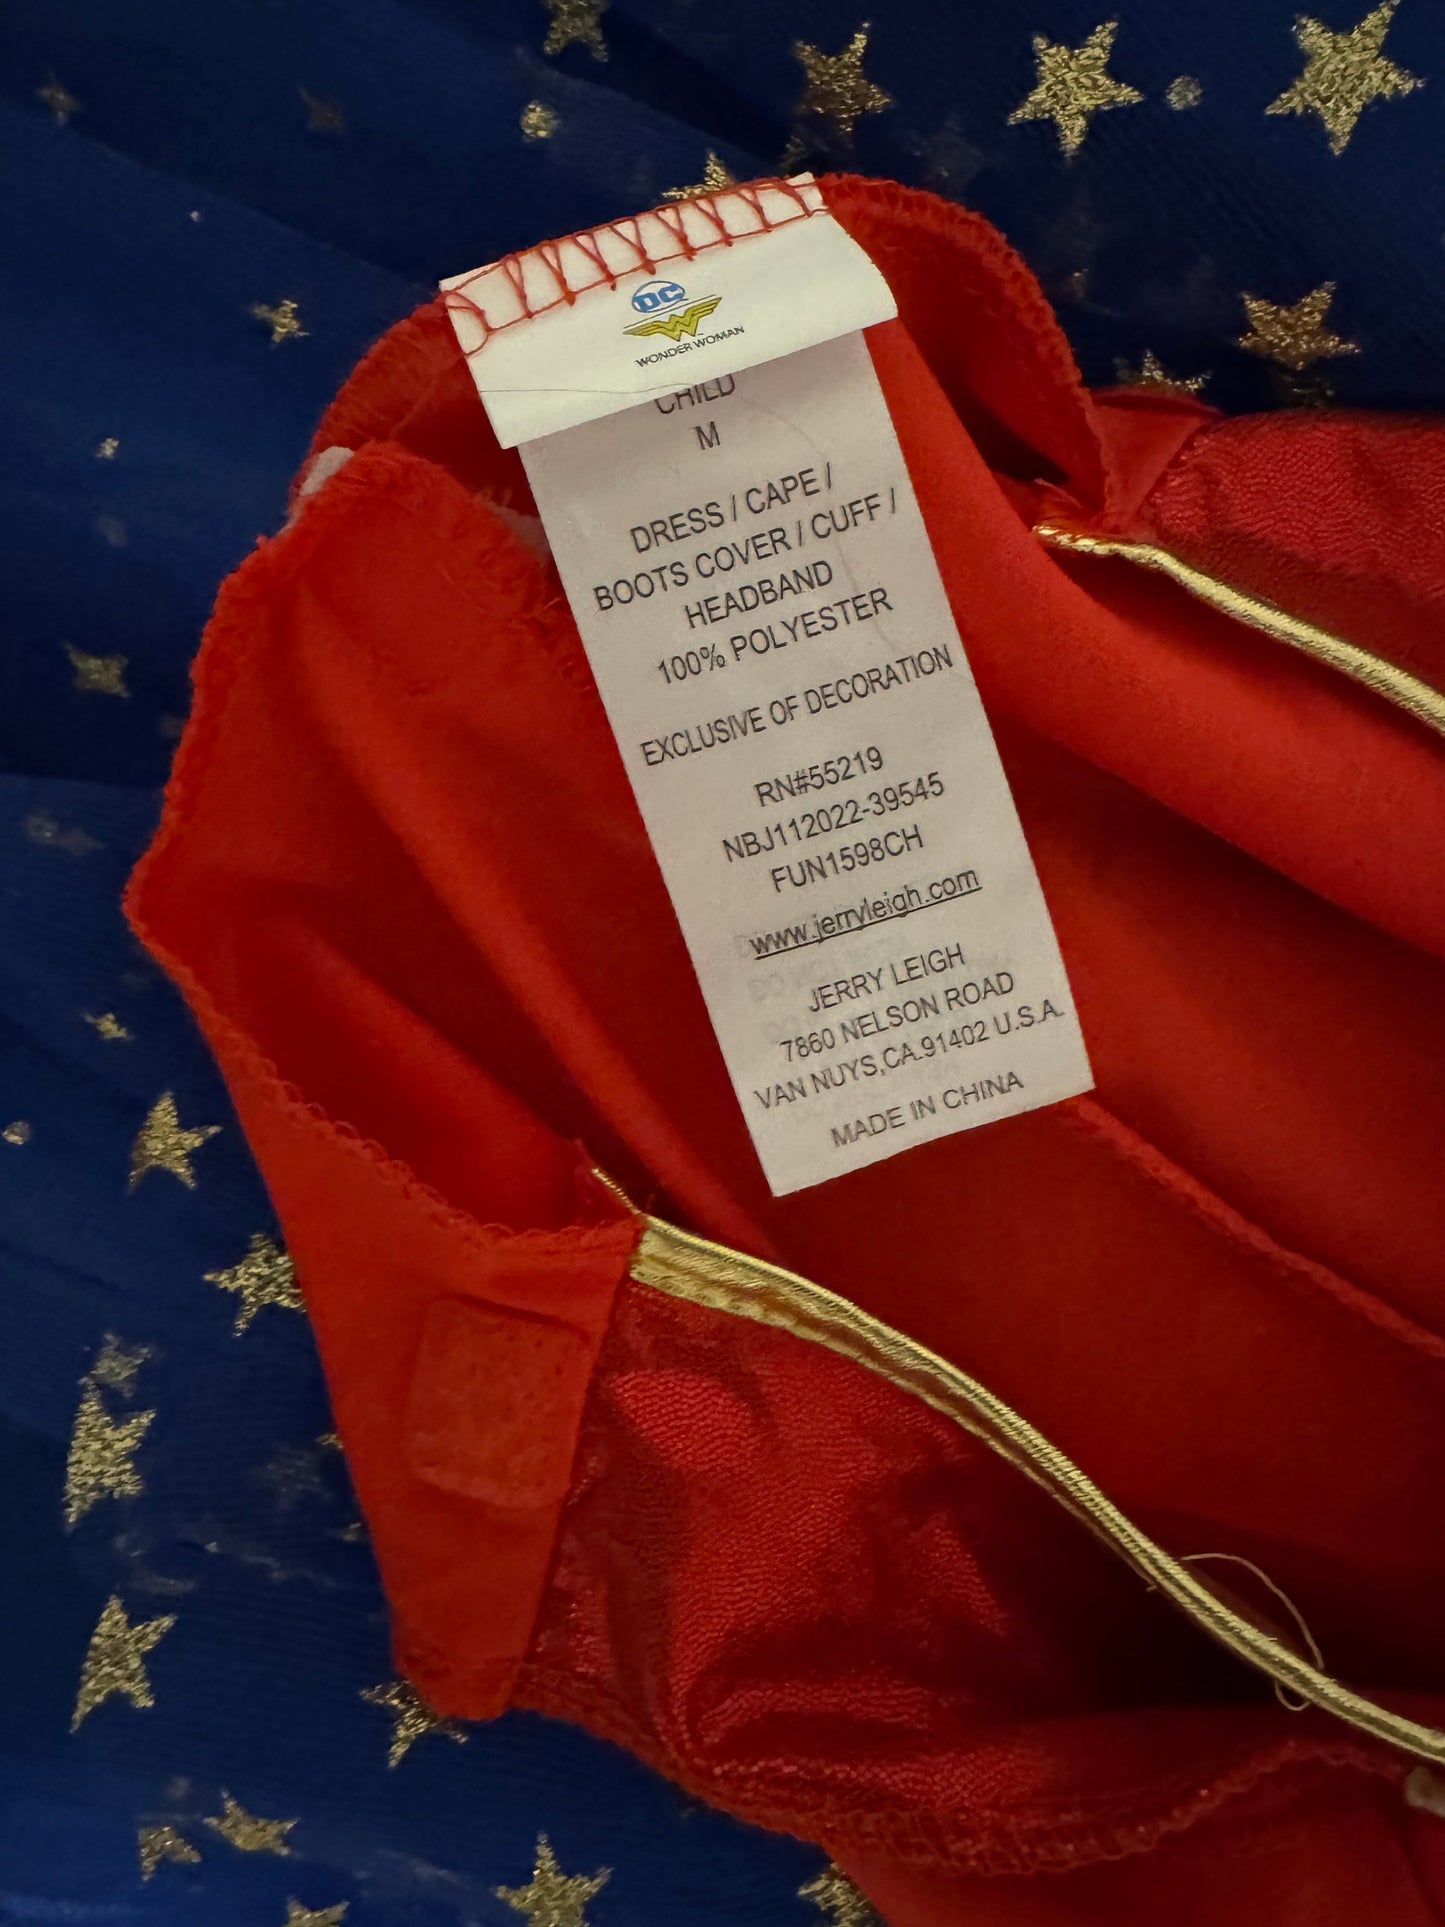 DC
W
WONDER WOMAN
CHILD
M
DRESS / CAPE /
BOOTS COVER / CUFF /
HEADBAND
100% POLYESTER
EXCLUSIVE OF DECORATION
RN#55219
NBJ112022-39545
FUN1598CH
www.jerryleigh.com
JERRY LEIGH
7860 NELSON ROAD
VAN NUYS,CA.91402 U.S.A.
MADE IN CHINA